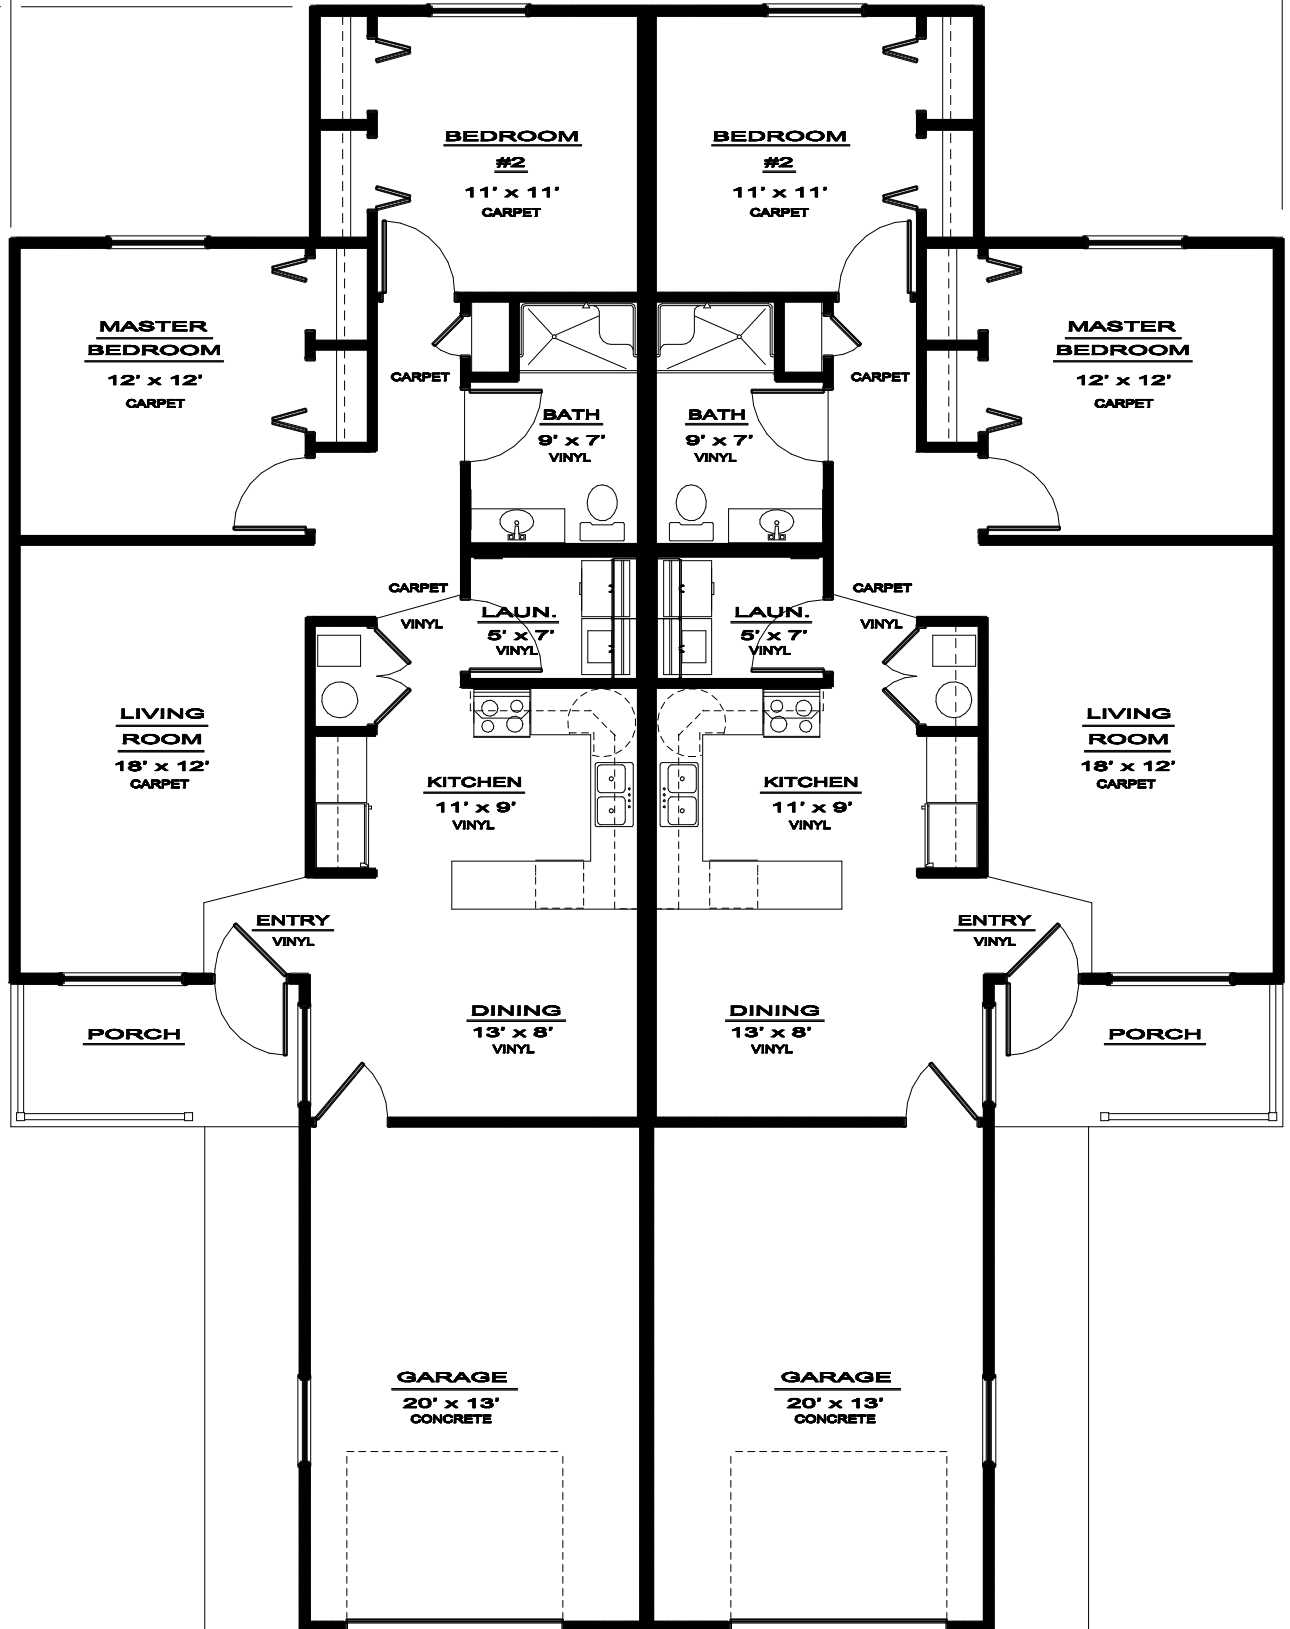 BEDROOM
#2
11' x 11'
CARPET
BEDROOM
#2
11' x 11'
CARPET
MASTER
BEDROOM
12' x 12'
CARPET
CARPET
BATH
9' x 7'
VINYL
BATH
9' x 7'
VINYL
CARPET
MASTER
BEDROOM
12' x 12'
CARPET
CARPET
VINYL
LAUN.
5' x 7'
VINYL
LAUN.
5' x 7'
VINYL
CARPET
VINYL
LIVING
ROOM
18' x 12'
CARPET
KITCHEN
11' x 9'
VINYL
KITCHEN
11' x 9'
VINYL
LIVING
ROOM
18' x 12'
CARPET
ENTRY
VINYL
ENTRY
VINYL
PORCH
DINING
13' x 8'
VINYL
DINING
13' x 8'
VINYL
PORCH
GARAGE
20' x 13'
CONCRETE
GARAGE
20' x 13'
CONCRETE